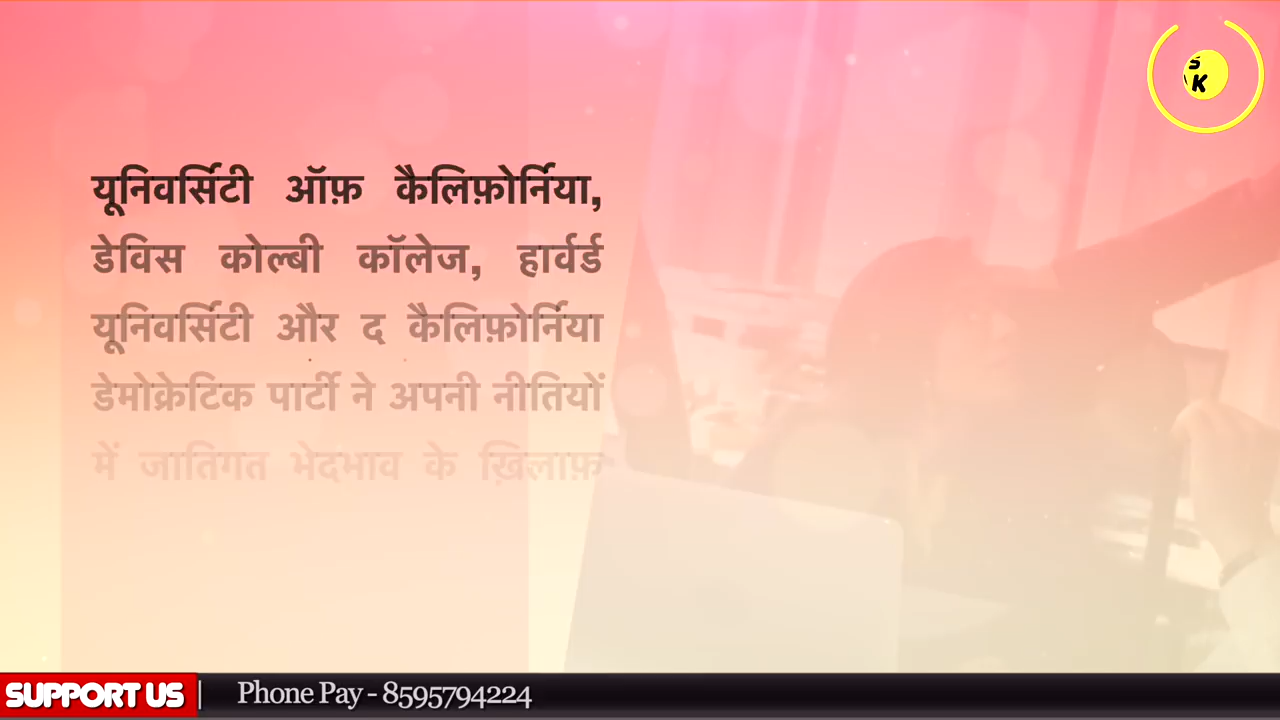 S
K
यूनिवर्सिटी ऑफ़ कैलिफ़ोर्निया,
डेविस कोल्बी कॉलेज, हार्वर्ड
यूनिवर्सिटी और द कैलिफ़ोर्निया
डेमोक्रेटिक पार्टी ने अपनी नीतियों
में जातिगत भेदभाव के ख़िलाफ़
SUPPORT US | Phone Pay - 8595794224